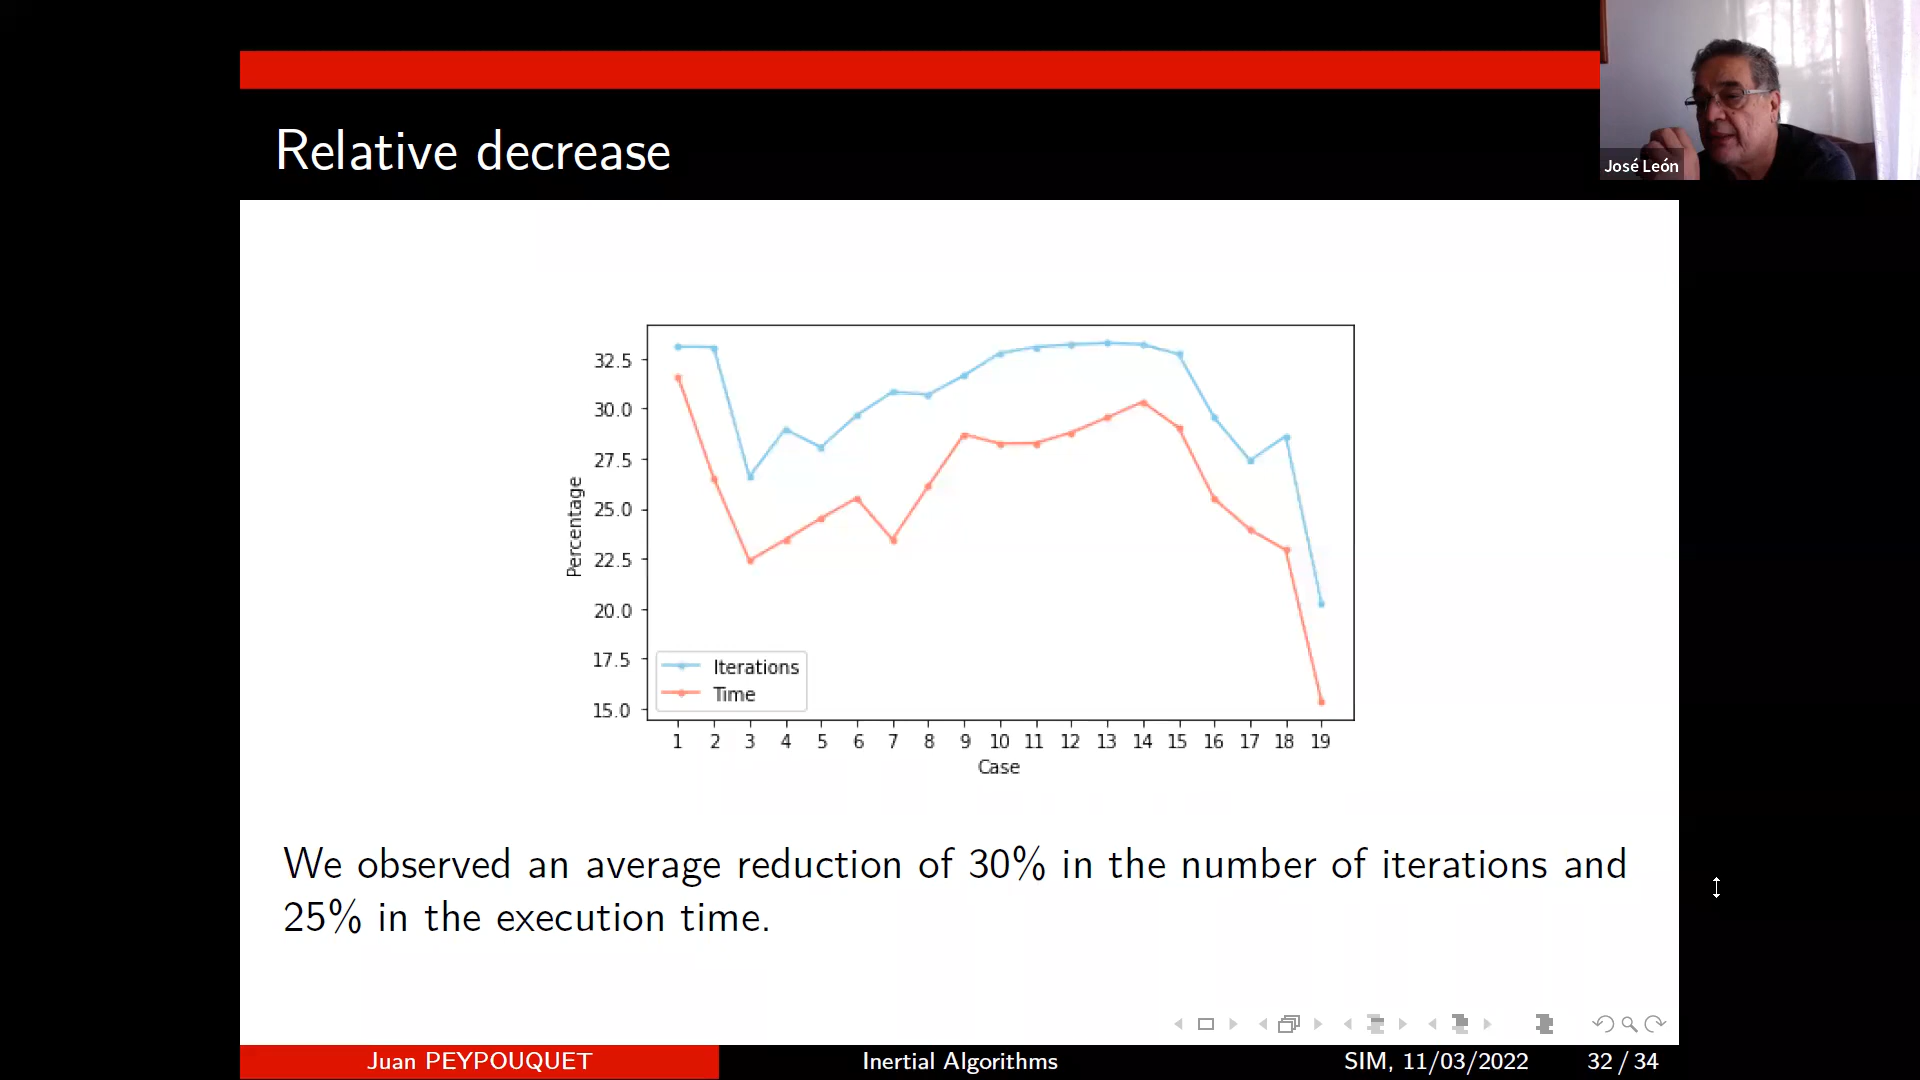 Relative decrease
José León
32.5
30.0
27.5
25.0
22.5
20.0
17.5
15.0
Percentage
Iterations
Time
1 2 3 4 5 6 7 8 9 10 11 12 13 14 15 16 17 18 19
Case
We observed an average reduction of 30% in the number of iterations and
25% in the execution time.
Juan PEYPOUQUET Inertial Algorithms SIM, 11/03/2022 32 / 34